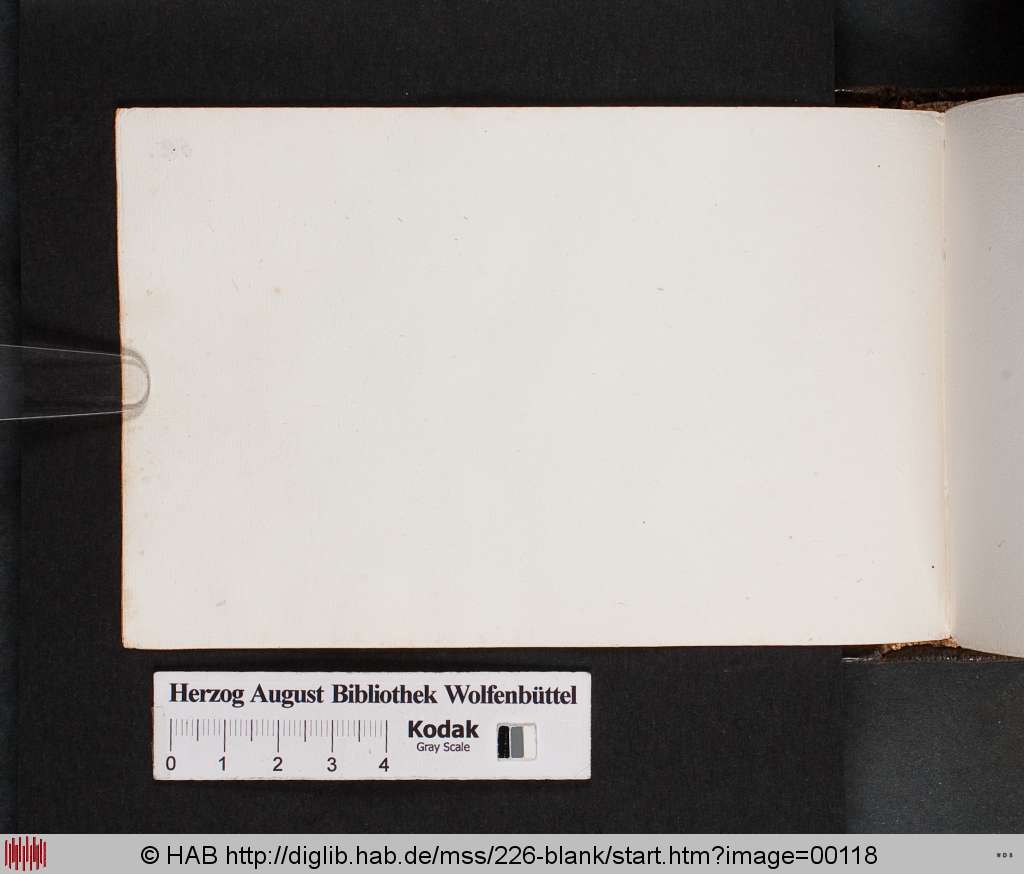 Herzog August Bibliothek Wolfenbüttel
Kodak
Gray Scale
0 1 2 3 4
© HAB http://diglib.hab.de/mss/226-blank/start.htm?image=00118
WDB